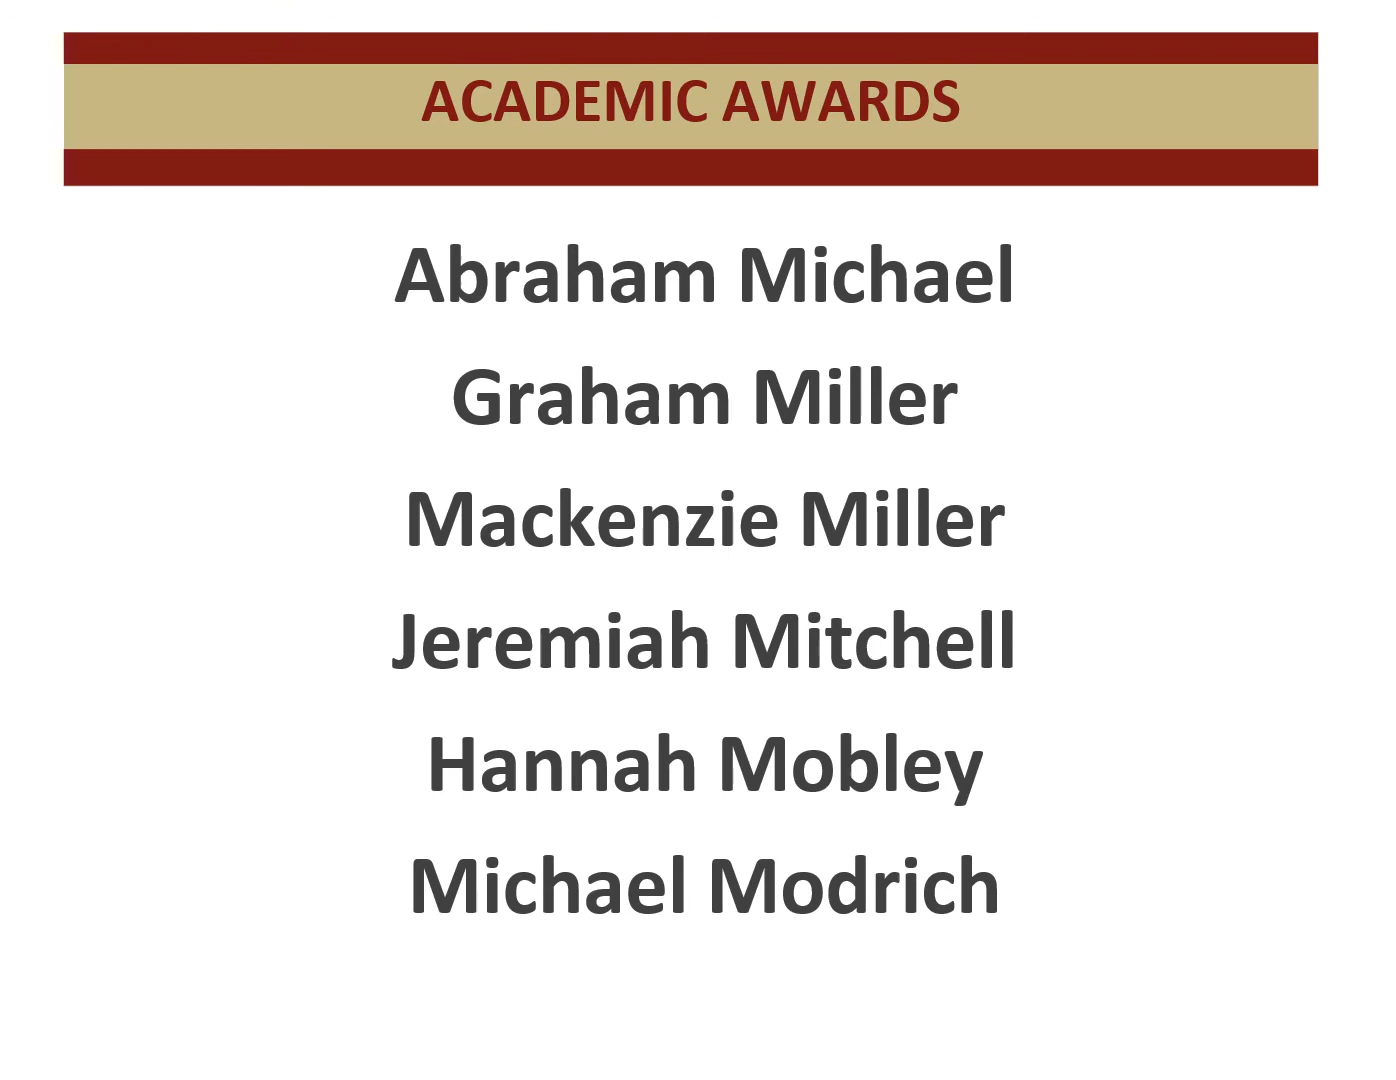 ACADEMIC AWARDS
Abraham Michael
Graham Miller
Mackenzie Miller
Jeremiah Mitchell
Hannah Mobley
Michael Modrich